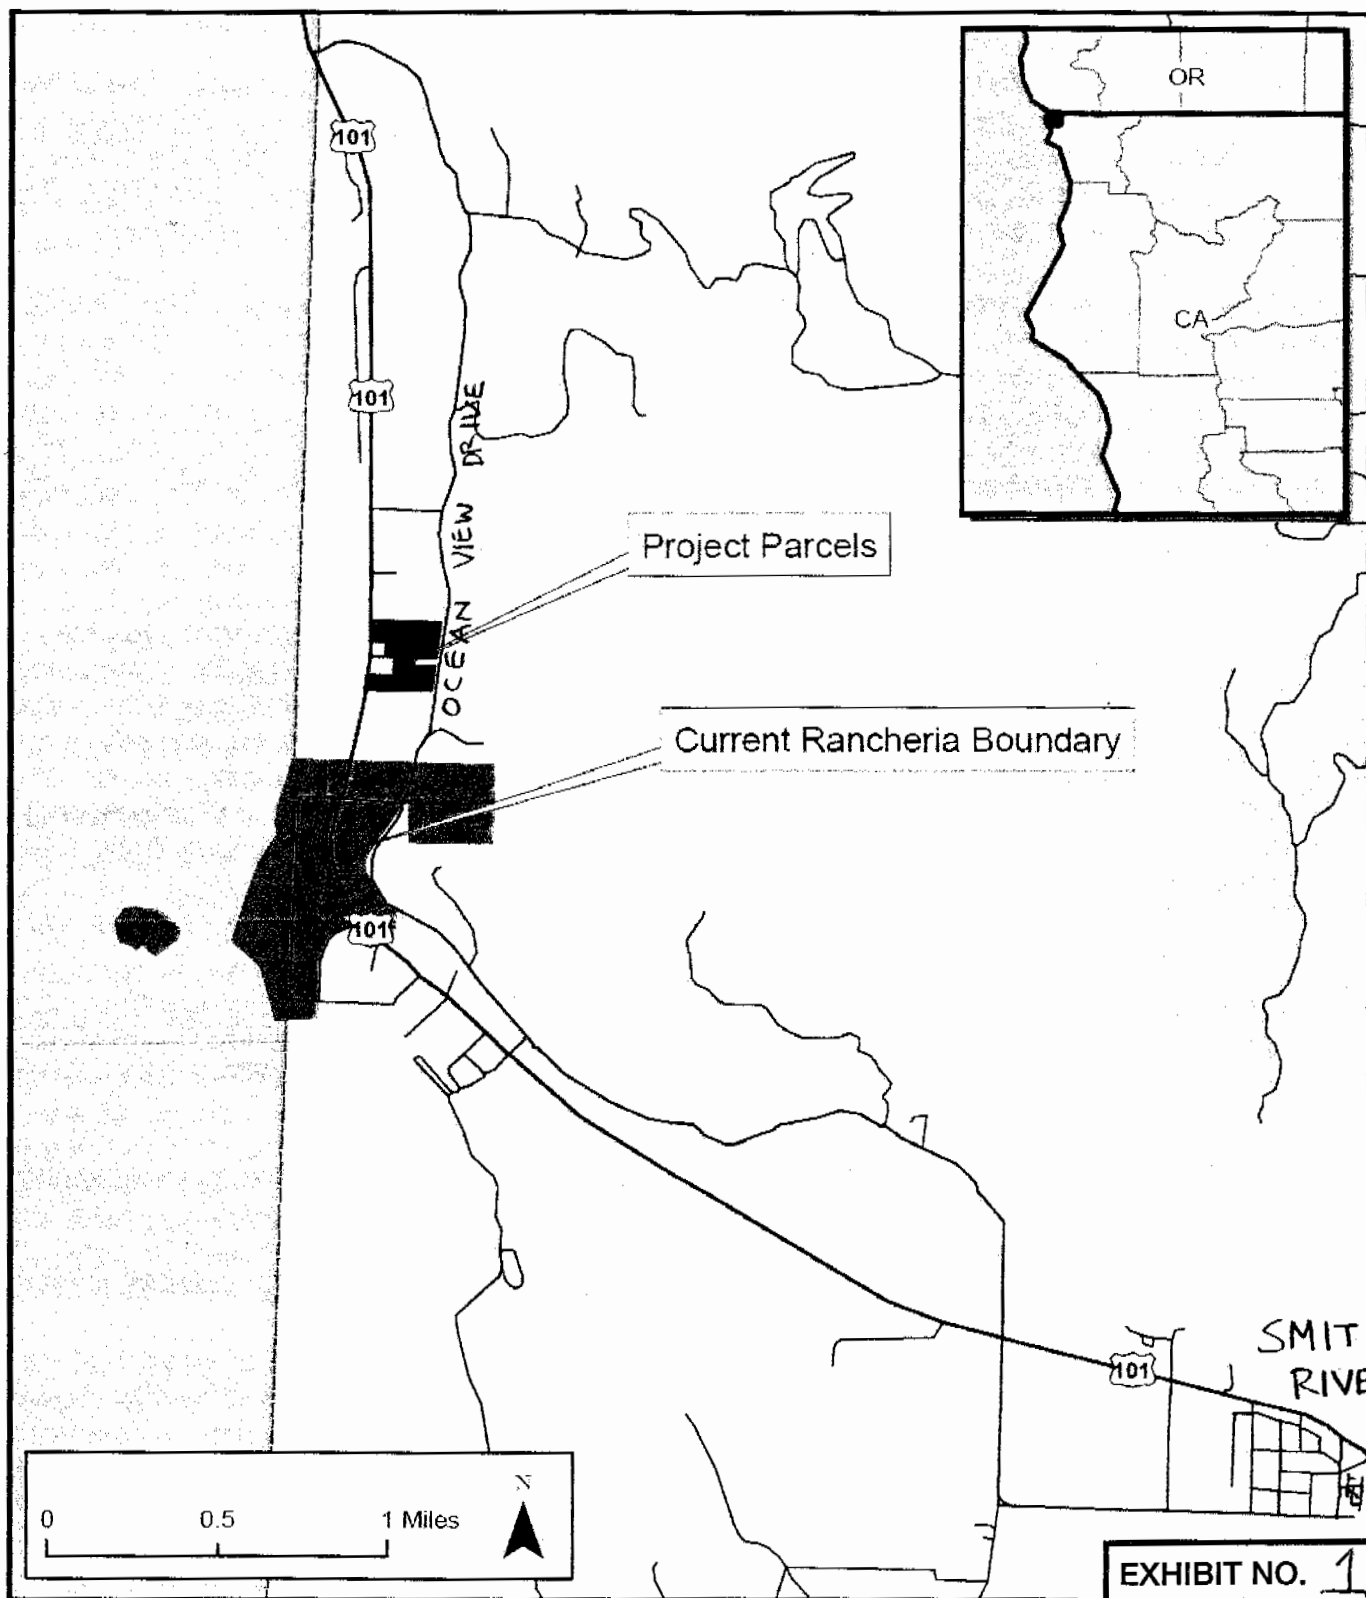 OR
CA
101
101
OCEAN VIEW DRIVE
Project Parcels
Current Rancheria Boundary
101
101
SMIT
RIVE
N
0 0.5 1 Miles
EXHIBIT NO. 1